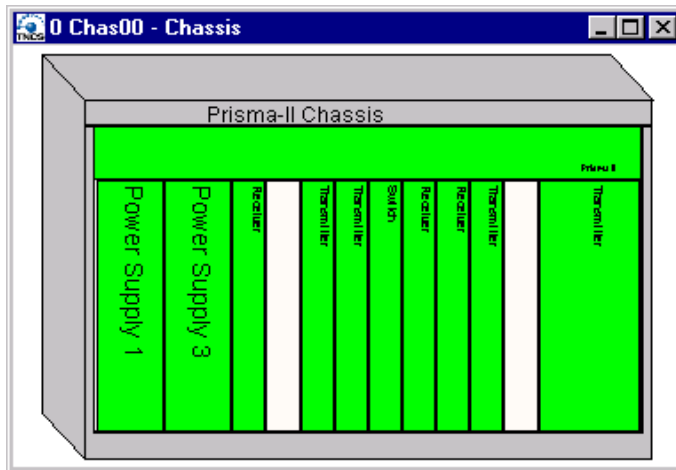 TNCS
0 Chas00 - Chassis
Prisma-II Chassis
Prisma II
Power Supply 1
Power Supply 3
Receiver
Transmitter
Transmitter
Switch
Receiver
Receiver
Transmitter
Transmitter